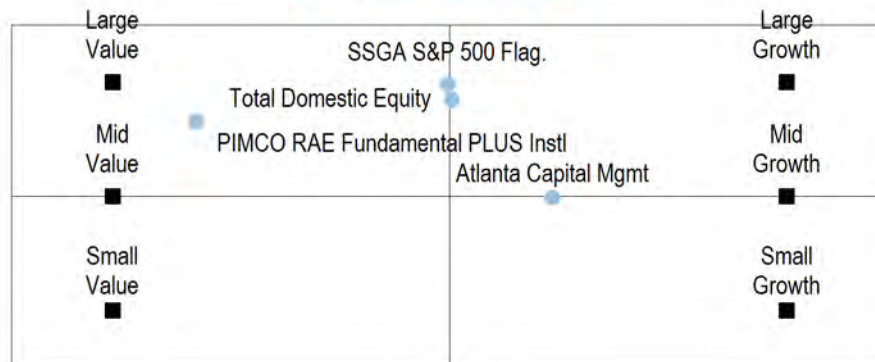 Large
Value
Large
Growth
SSGA S&P 500 Flag.
Total Domestic Equity
Mid
Value
PIMCO RAE Fundamental PLUS Instl
Mid
Growth
Atlanta Capital Mgmt
Small
Value
Small
Growth